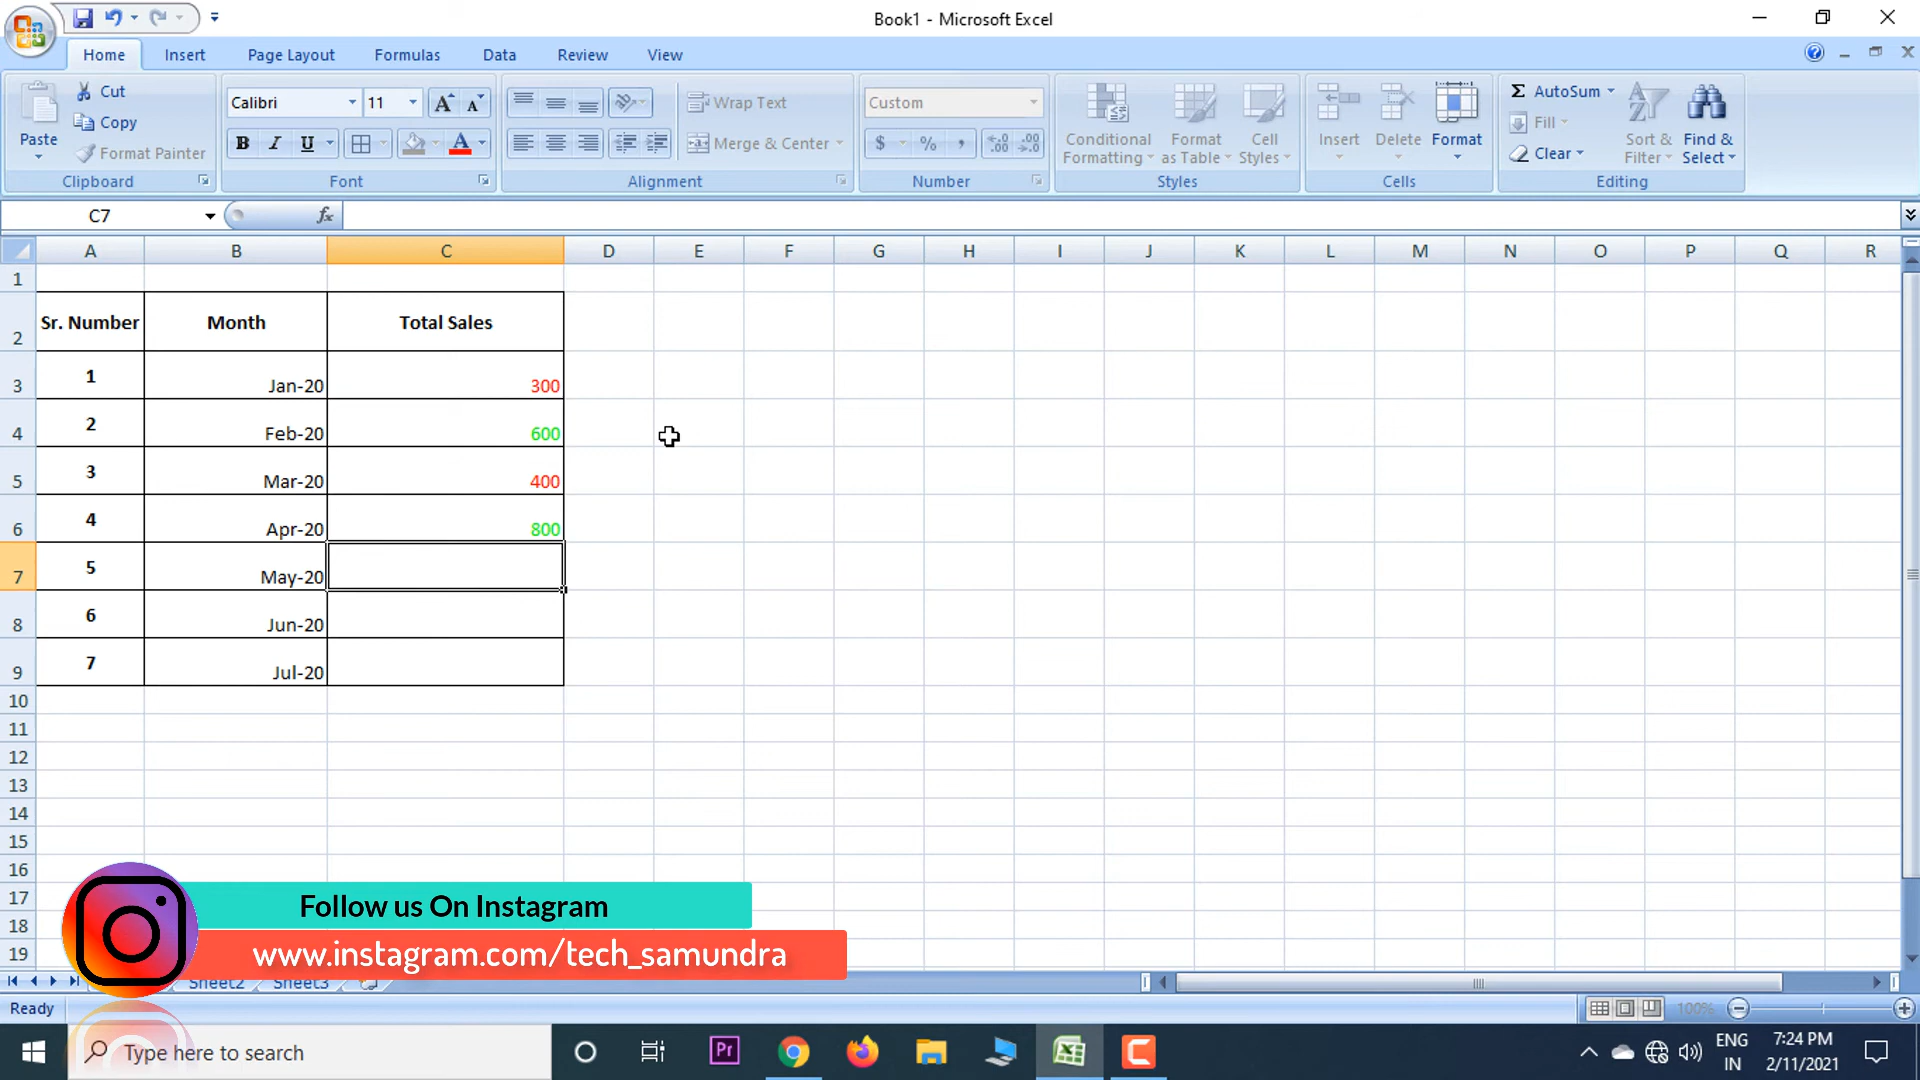 Book1 - Microsoft Excel
Home Insert Page Layout Formulas Data Review View
Paste
Cut
Copy
Format Painter
Clipboard
Calibri 11
B I U
Font
Wrap Text
Merge & Center
Alignment
Custom
$ % ,
Number
Conditional Formatting
Format as Table
Cell Styles
Styles
Insert Delete Format
Cells
Σ AutoSum
Fill
Clear
Sort & Filter
Find & Select
Editing
C7 fx
A B C D E F G H I J K L M N O P Q R
1
2 Sr. Number Month Total Sales
3 1 Jan-20 300
4 2 Feb-20 600
5 3 Mar-20 400
6 4 Apr-20 800
7 5 May-20
8 6 Jun-20
9 7 Jul-20
10
11
12
13
14
15
16
17
18
19
Follow us On Instagram
www.instagram.com/tech_samundra
Sheet2 Sheet3
Ready 100%
Type here to search
Pr
ENG
IN
7:24 PM
2/11/2021